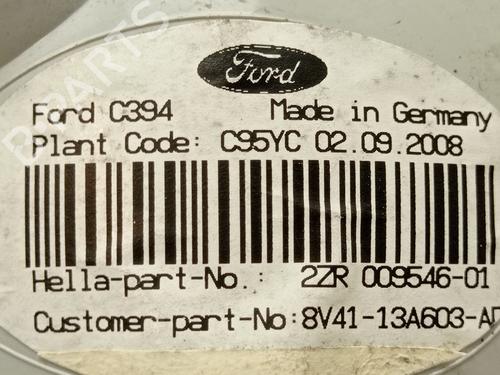 Ford
Ford C394 Made in Germany
Plant Code: C95YC 02.09.2008
Hella-part-No.: 2ZR 009546-01
Customer-part-No:8V41-13A603-AD